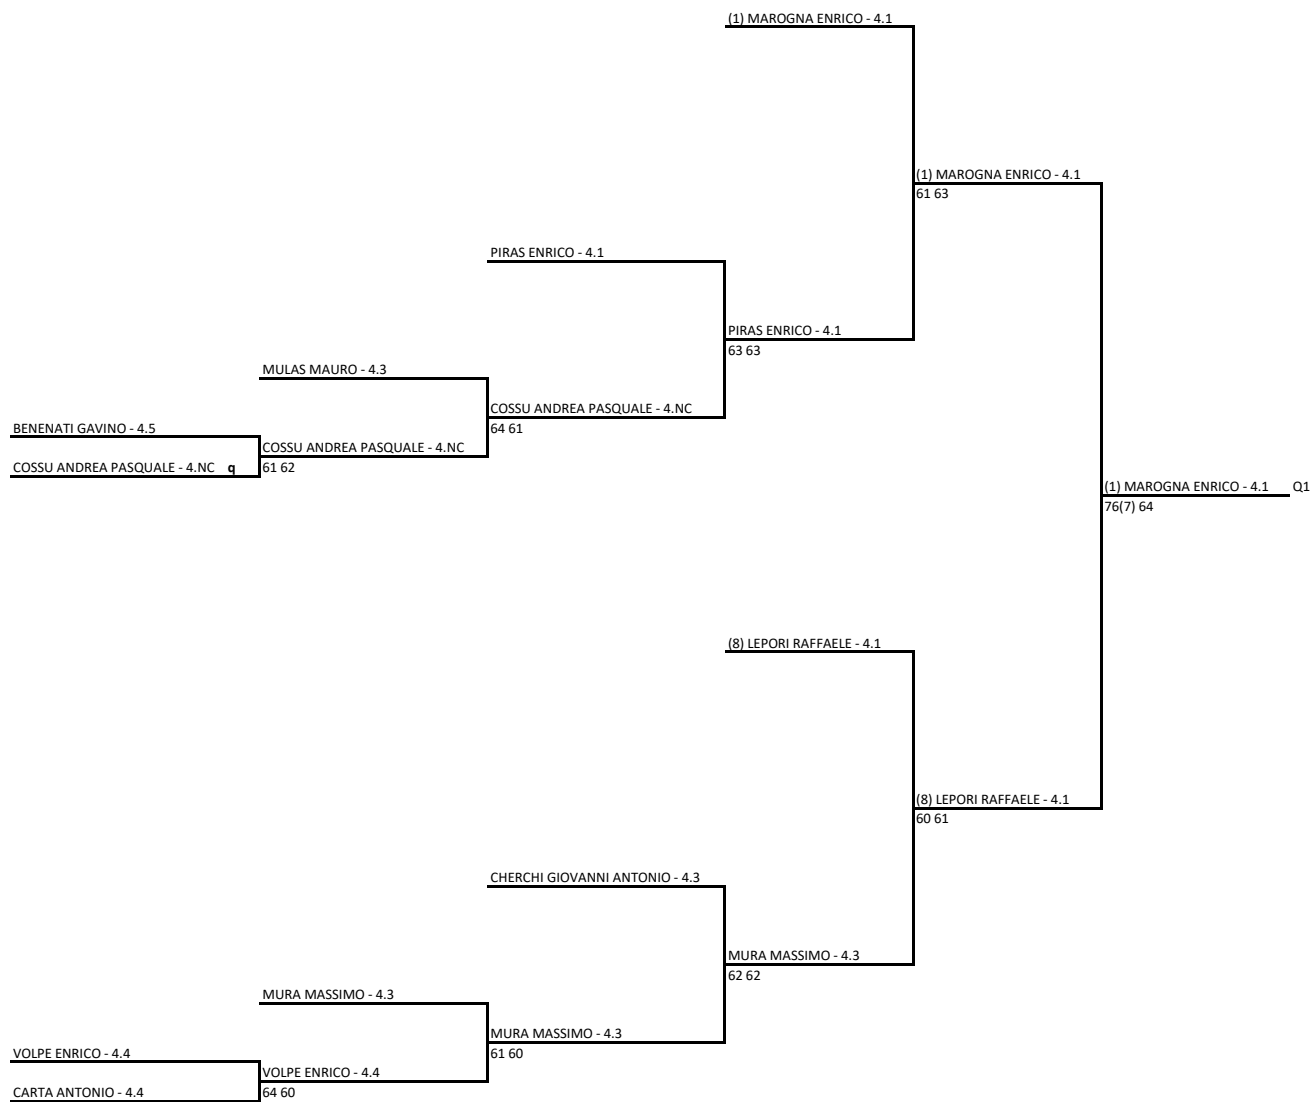 (1) MAROGNA ENRICO - 4.1
(1) MAROGNA ENRICO - 4.1
61 63
PIRAS ENRICO - 4.1
PIRAS ENRICO - 4.1
63 63
MULAS MAURO - 4.3
COSSU ANDREA PASQUALE - 4.NC
64 61
BENENATI GAVINO - 4.5
COSSU ANDREA PASQUALE - 4.NC
61 62
COSSU ANDREA PASQUALE - 4.NC q
(1) MAROGNA ENRICO - 4.1 Q1
76(7) 64
(8) LEPORI RAFFAELE - 4.1
(8) LEPORI RAFFAELE - 4.1
60 61
CHERCHI GIOVANNI ANTONIO - 4.3
MURA MASSIMO - 4.3
62 62
MURA MASSIMO - 4.3
MURA MASSIMO - 4.3
61 60
VOLPE ENRICO - 4.4
VOLPE ENRICO - 4.4
64 60
CARTA ANTONIO - 4.4